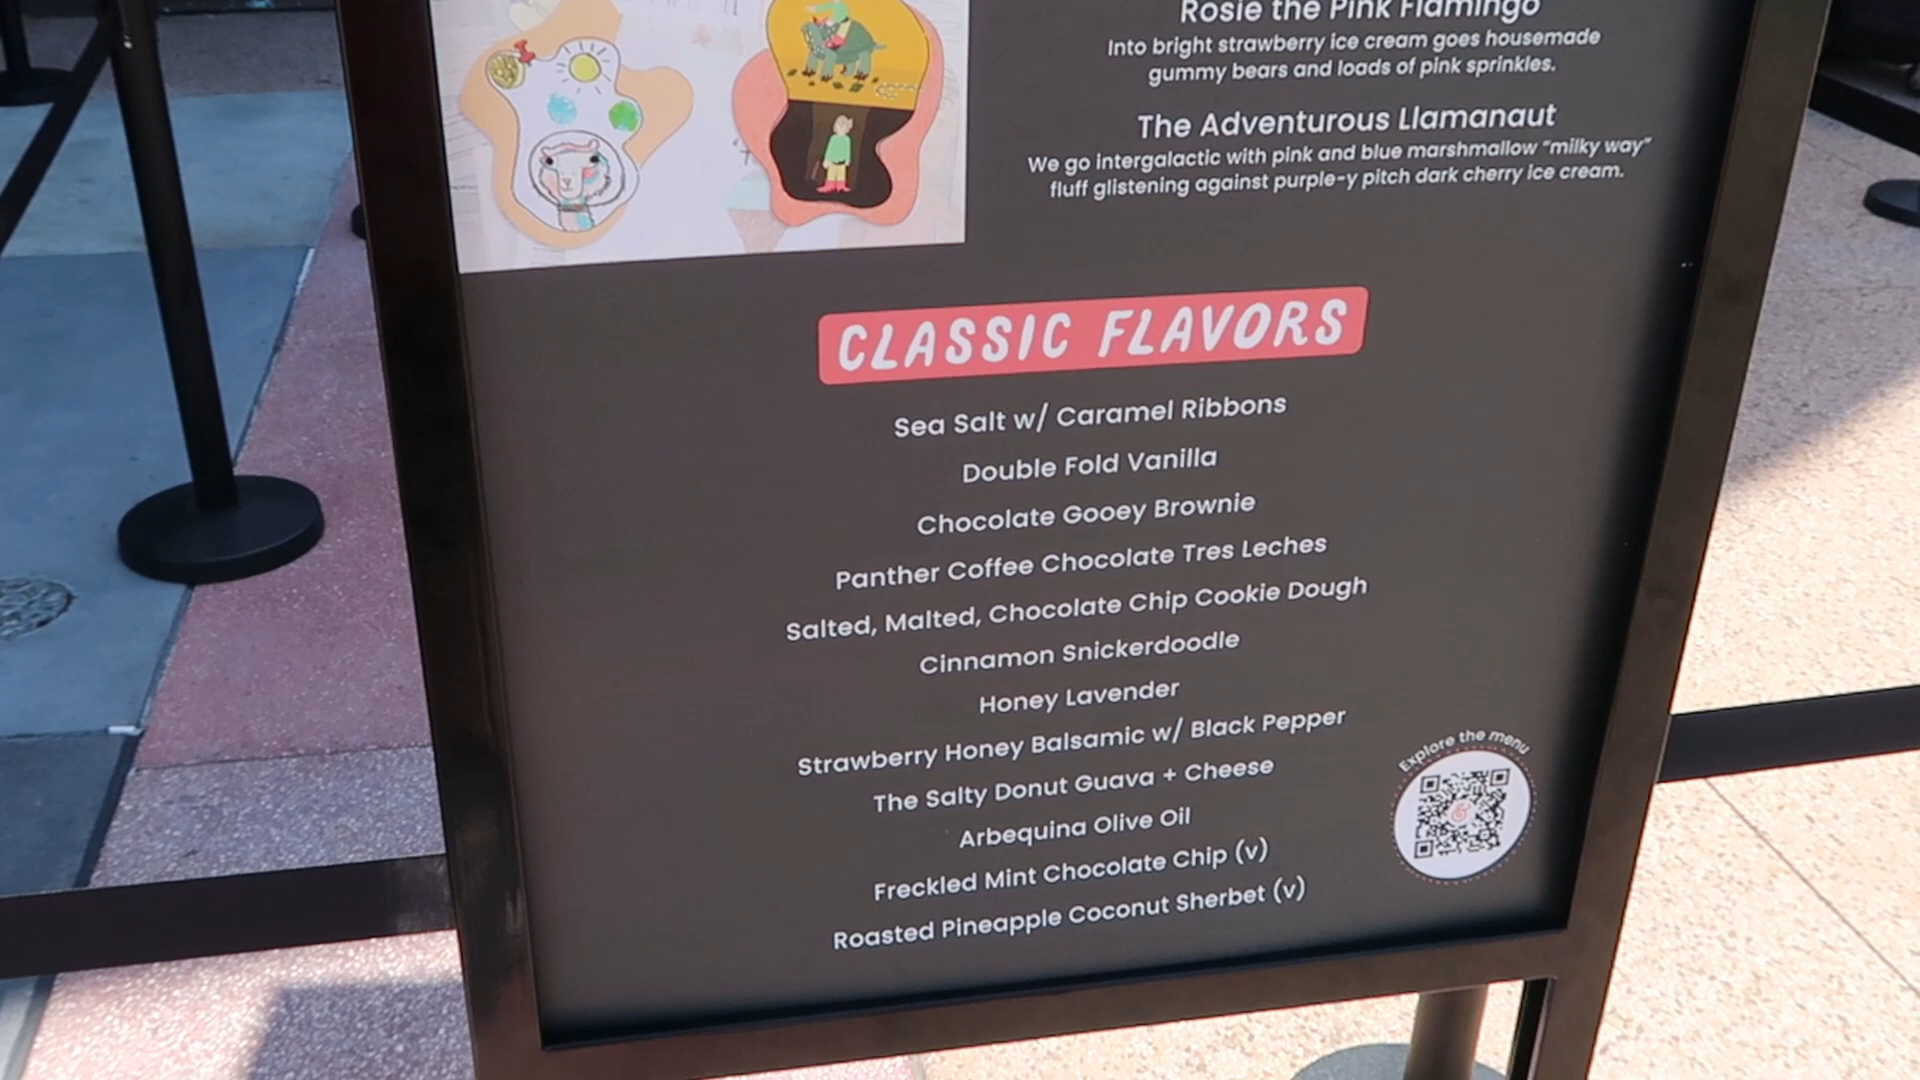 Rosie the Pink Flamingo
Into bright strawberry ice cream goes housemade
gummy bears and loads of pink sprinkles.
The Adventurous Llamanaut
We go intergalactic with pink and blue marshmallow “milky way”
fluff glistening against purple-y pitch dark cherry ice cream.
CLASSIC FLAVORS
Sea Salt w/ Caramel Ribbons
Double Fold Vanilla
Chocolate Gooey Brownie
Panther Coffee Chocolate Tres Leches
Salted, Malted, Chocolate Chip Cookie Dough
Cinnamon Snickerdoodle
Honey Lavender
Strawberry Honey Balsamic w/ Black Pepper
The Salty Donut Guava + Cheese
Arbequina Olive Oil
Freckled Mint Chocolate Chip (v)
Roasted Pineapple Coconut Sherbet (v)
Explore the menu